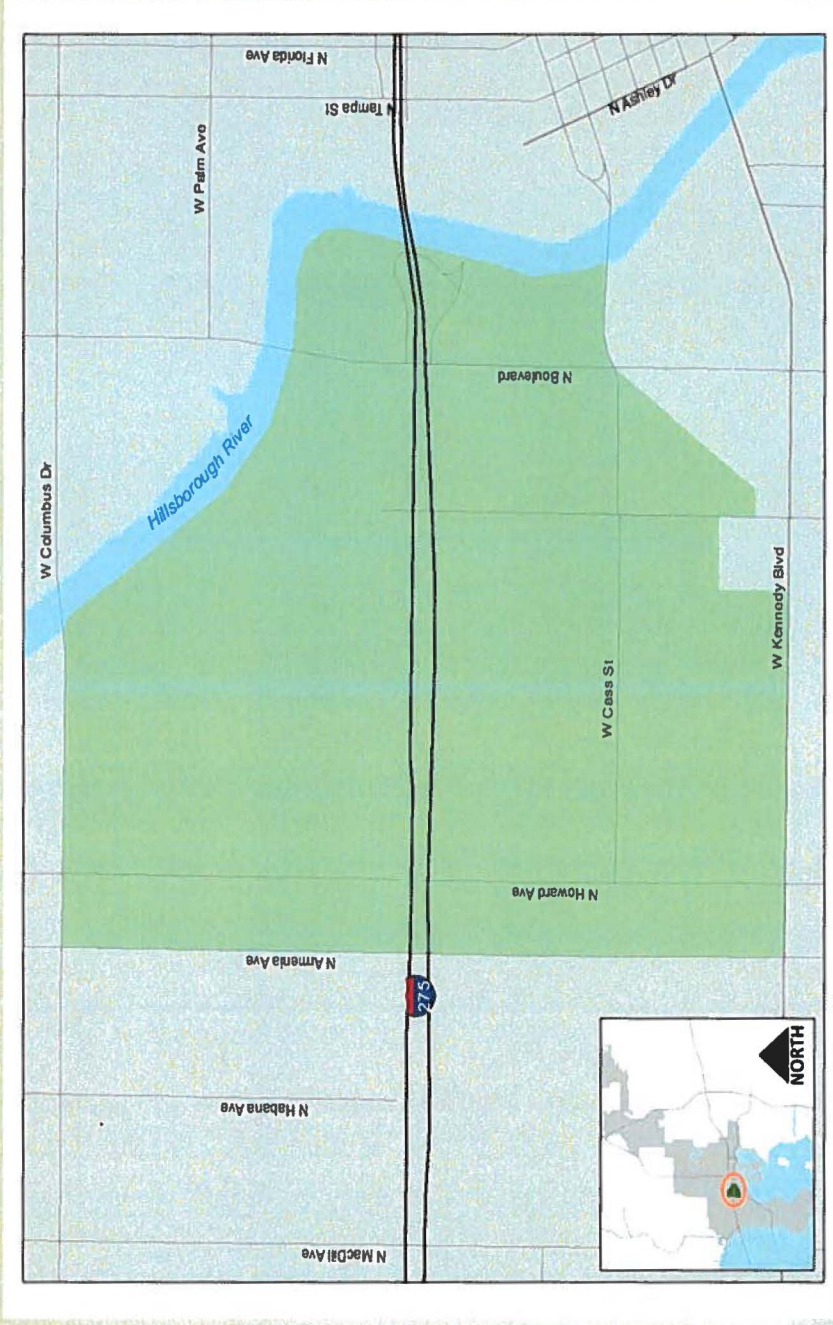 N Florida Ave
N Tampa St
N Ashley Dr
W Palm Ave
W Columbus Dr
Hillsborough River
N Boulevard
W Kennedy Blvd
W Cass St
N Howard Ave
N Armenia Ave
275
N Habana Ave
N MacDill Ave
NORTH